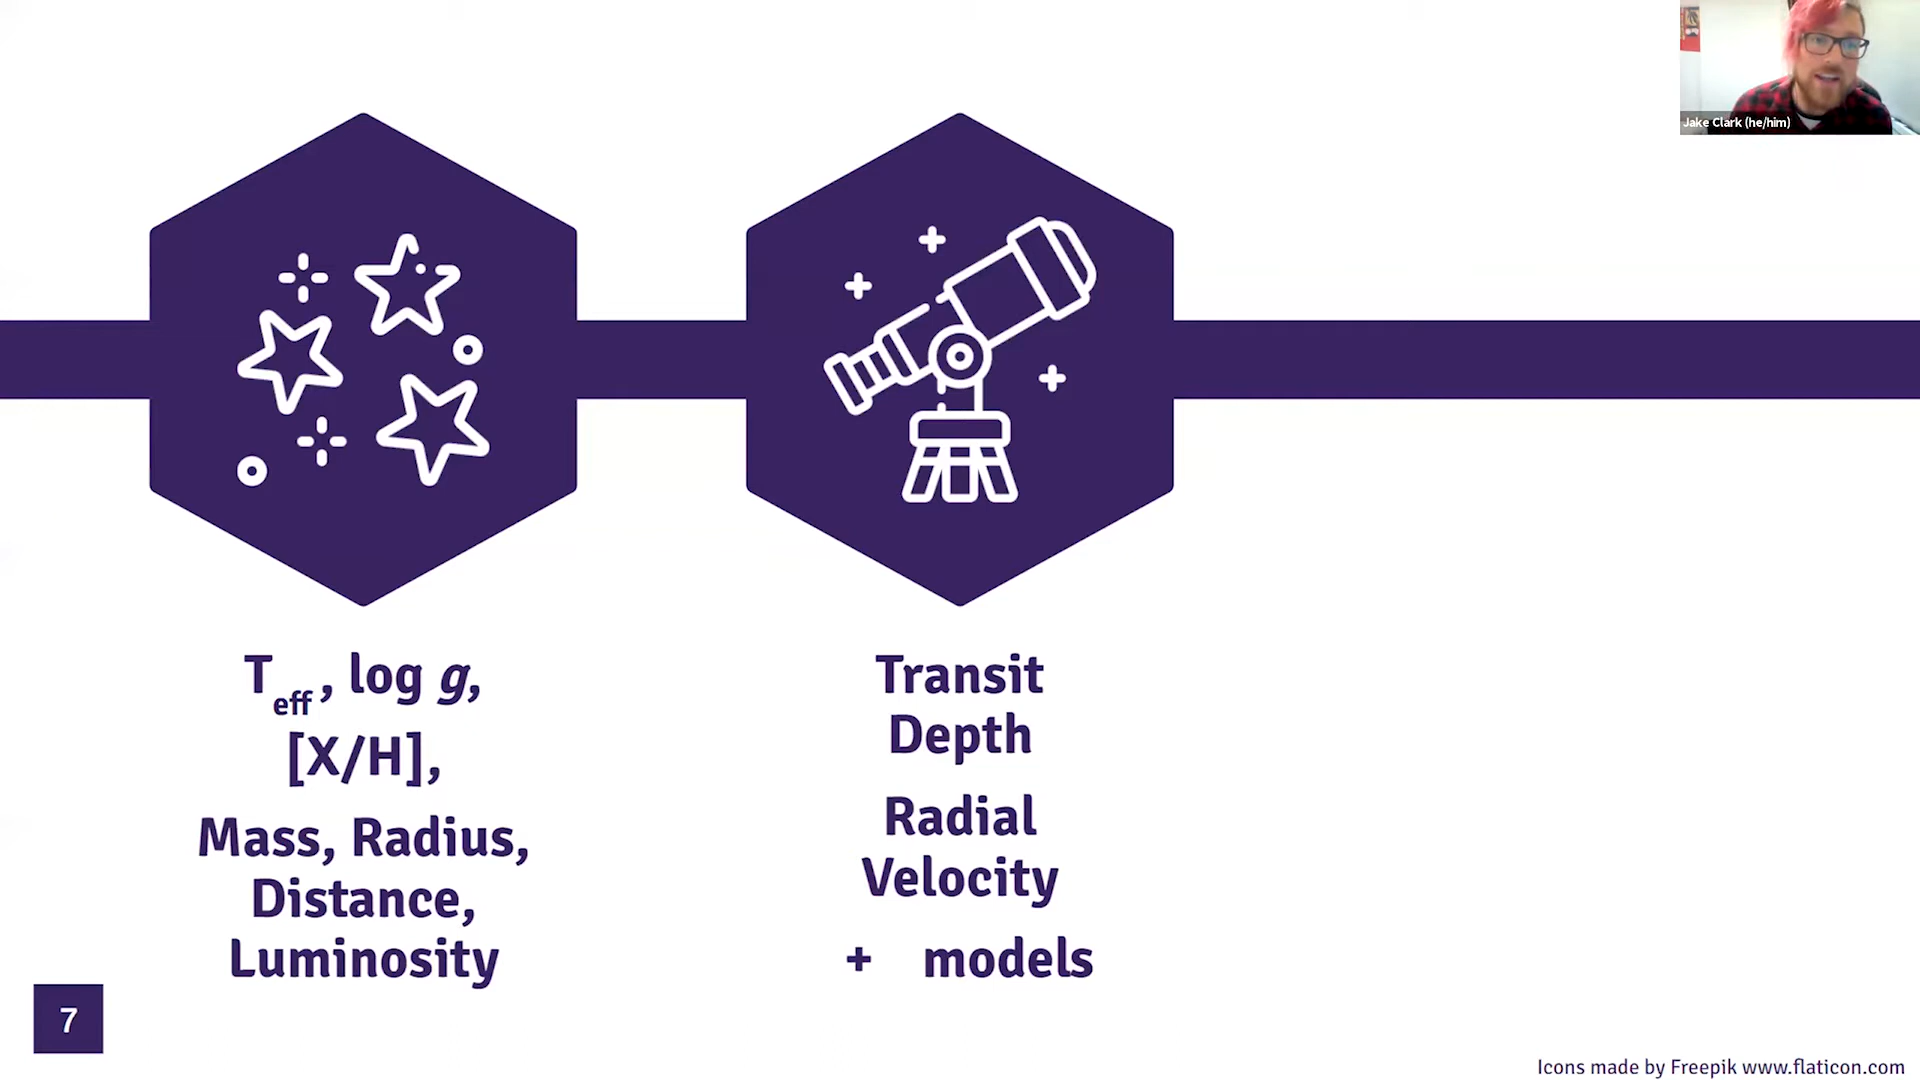 Jake Clark (he/him)
T eff, log g,
[X/H],
Mass, Radius,
Distance,
Luminosity
Transit
Depth
Radial
Velocity
+ models
7
Icons made by Freepik www.flaticon.com